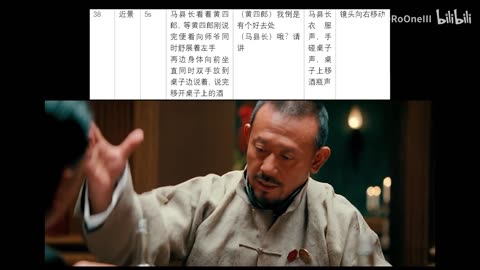 RoOneIII bilibili
38 近景 5s 马县长看着黄四 （黄四郎）我倒是 马县长 镜头向右移动
郎，等黄四郎刚说 有个好去处 衣服
完便看向师爷同 （马县长）哦？请 声，手
时舒展着左手 讲 碰桌子
再边身体向前坐 声，桌
直同时双手放到 子上移
桌子边说着，说完 酒瓶声
移开桌子上的酒